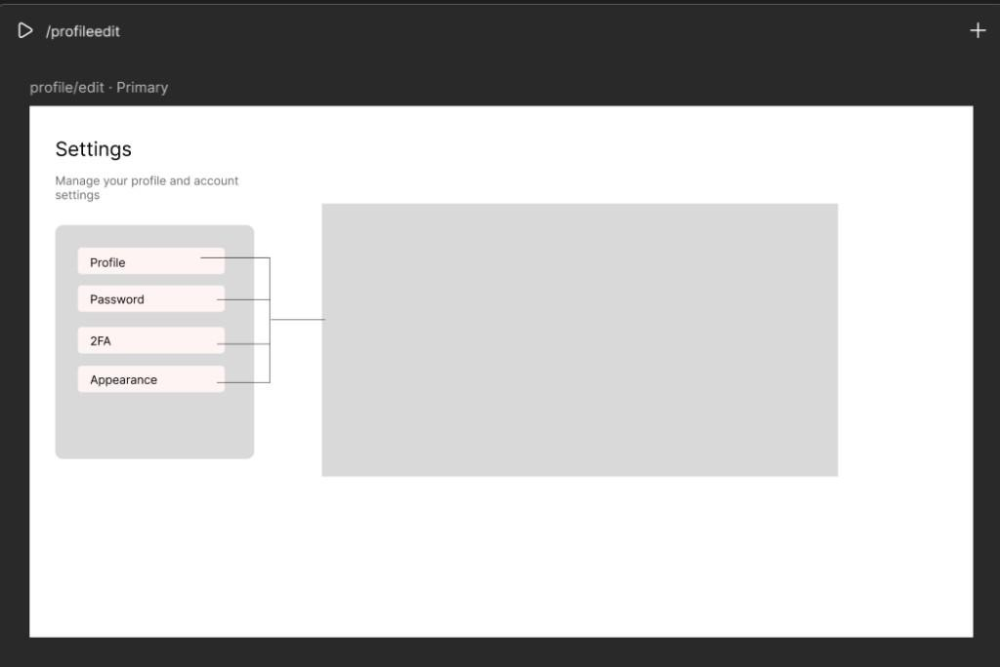 /profileedit
profile/edit · Primary
Settings
Manage your profile and account
settings
Profile
Password
2FA
Appearance